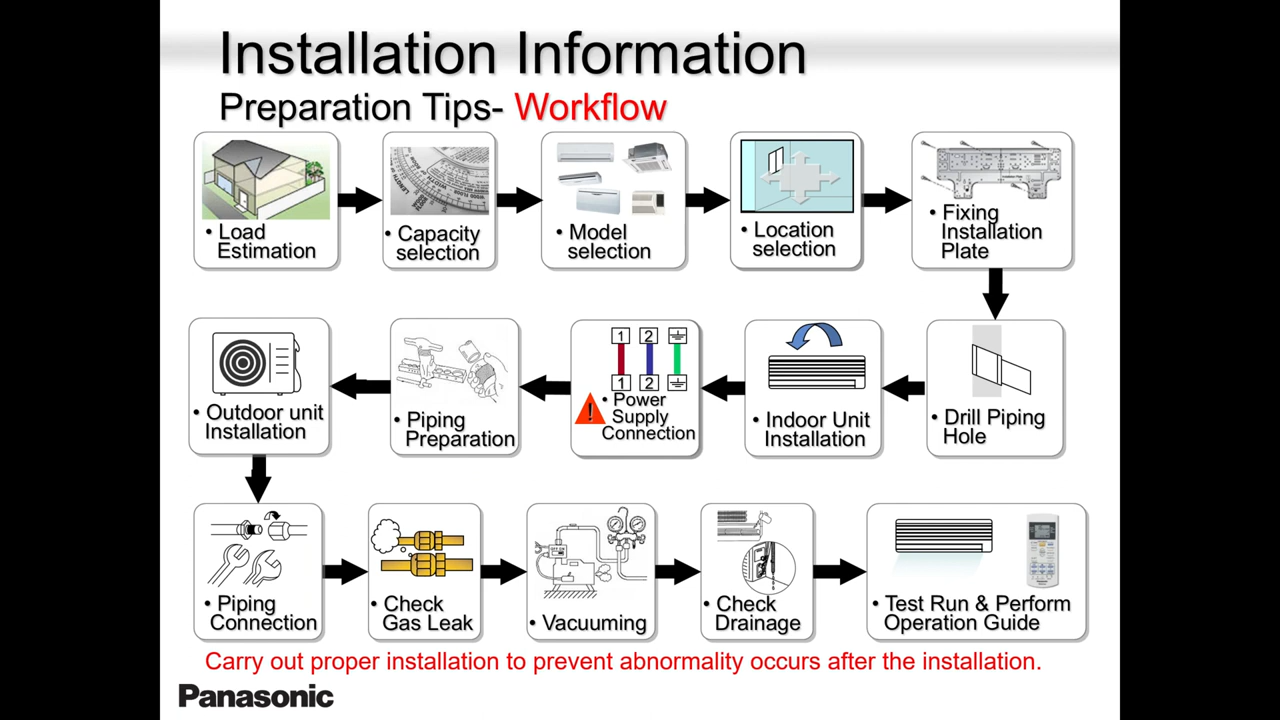 Installation Information
Preparation Tips- Workflow
• Load
Estimation
• Capacity
selection
• Model
selection
• Location
selection
• Fixing
Installation
Plate
• Outdoor unit
Installation
• Piping
Preparation
1 2
1 2
!
• Power
Supply
Connection
• Indoor Unit
Installation
• Drill Piping
Hole
• Piping
Connection
• Check
Gas Leak
• Vacuuming
• Check
Drainage
• Test Run & Perform
Operation Guide
Carry out proper installation to prevent abnormality occurs after the installation.
Panasonic